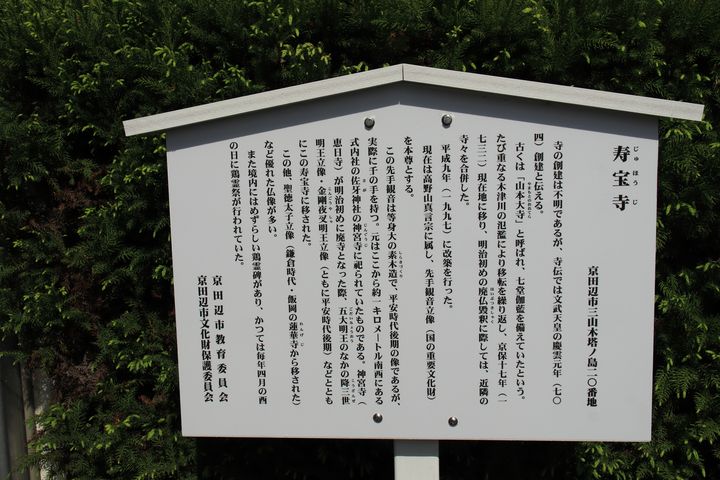 寿宝寺
じゅほうじ
京田辺市三山木塔ノ島二〇番地
寺の創建は不明であるが、寺伝では文武天皇の慶雲元年（七〇
四）創建と伝える。
古くは「山本大寺」と呼ばれ、七堂伽藍を備えていたという。
たび重なる木津川の氾濫により移転を繰り返し、京保十七年（一
七三二）現在地に移り、明治初めの廃仏毀釈に際しては、近隣の
寺々を合併した。
平成九年（一九九七）に改築を行った。
現在は高野山真言宗に属し、先手観音立像（国の重要文化財）
を本尊とする。
この先手観音は等身大の素木造で、平安時代後期の像であるが、
実際に千の手を持つ。元はここから約一キロメートル南西にある
式内社の佐牙神社の神宮寺に祀られていたものである、神宮寺（
恵日寺）が明治初めに廃寺となった際、五大明王のなかの降三世
明王立像・金剛夜叉明王立像（ともに平安時代後期）などととも
にこの寿宝寺に移された。
この他、聖徳太子立像（鎌倉時代・飯岡の蓮華寺から移された）
など優れた仏像が多い。
また境内にはめずらしい鶏霊碑があり、かつては毎年四月の酉
の日に鶏霊祭が行われていた。
京田辺市教育委員会
京田辺市文化財保護委員会